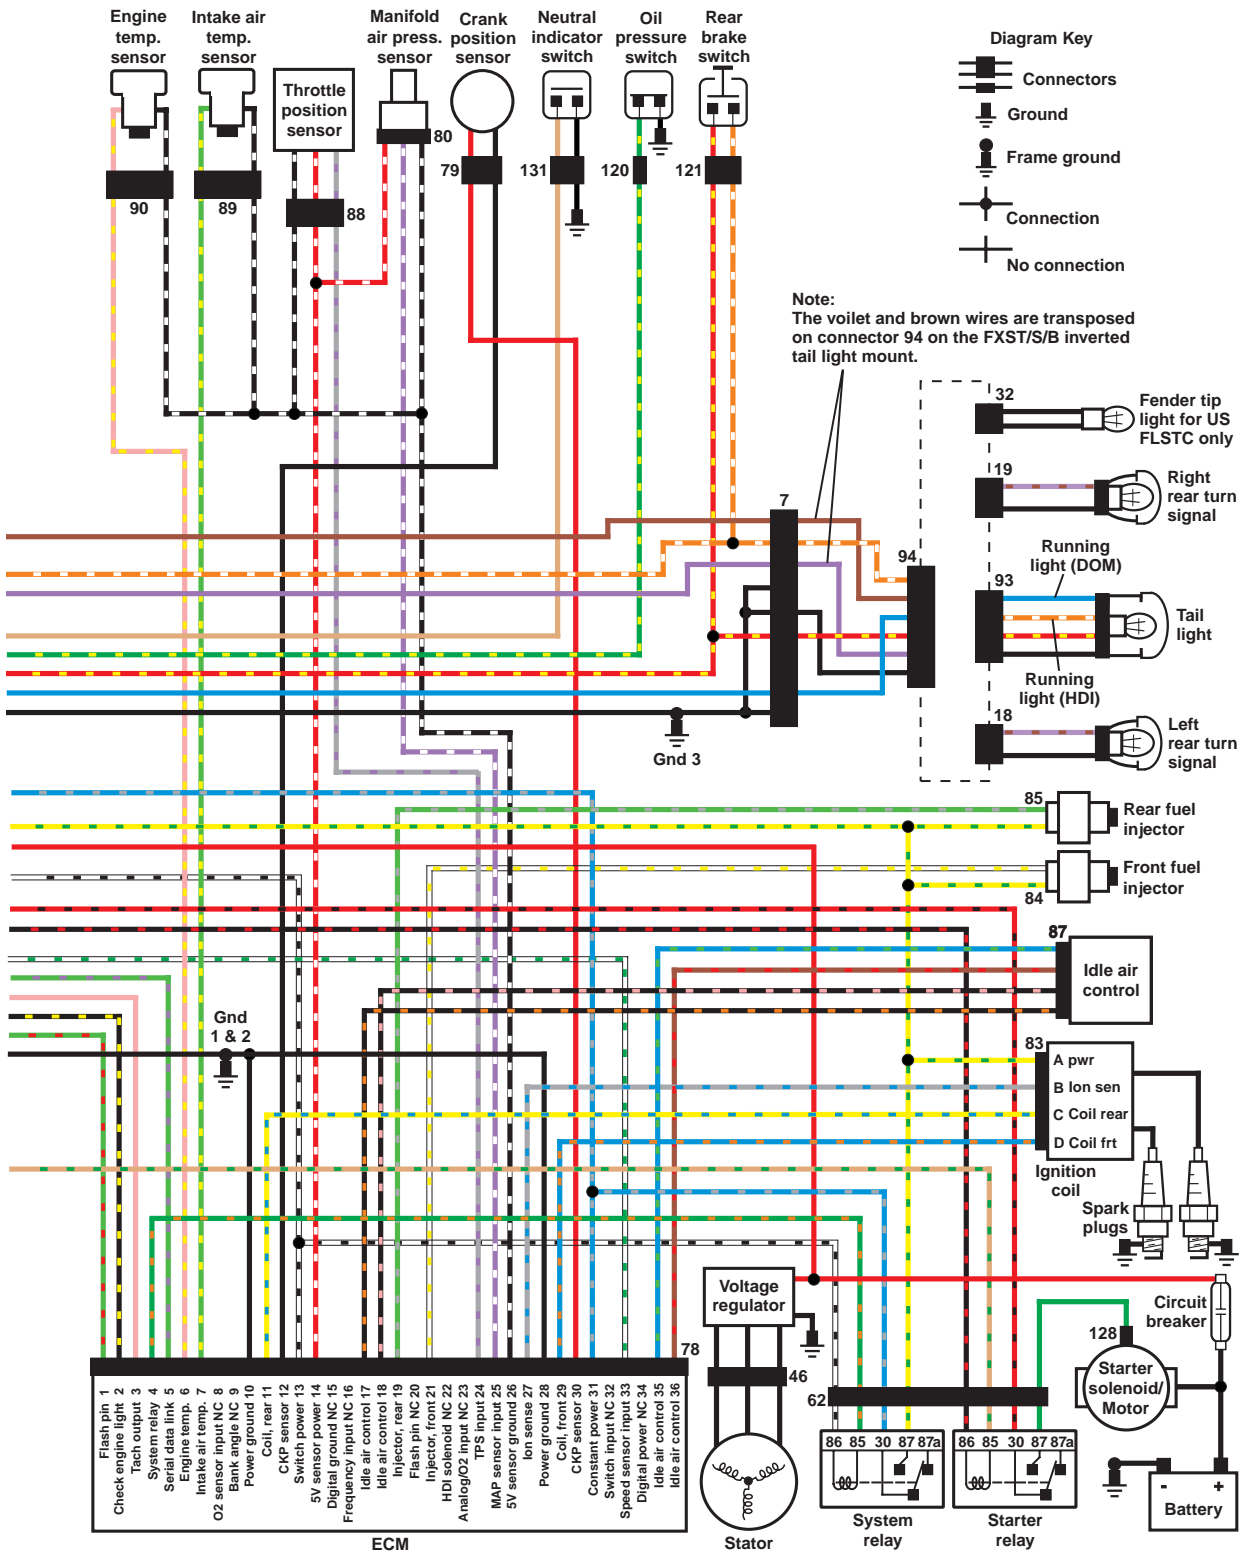 Engine
temp.
sensor
Intake air
temp.
sensor
Manifold
air press.
sensor
Crank
position
sensor
Neutral
indicator
switch
Oil
pressure
switch
Rear
brake
switch
Diagram Key
Connectors
Ground
Frame ground
Connection
No connection
Throttle
position
sensor
80
79
131
120
121
90
89
88
Note:
The voilet and brown wires are transposed
on connector 94 on the FXST/S/B inverted
tail light mount.
32
Fender tip
light for US
FLSTC only
19
Right
rear turn
signal
7
94
Running
light (DOM)
93
Tail
light
Running
light (HDI)
18
Left
rear turn
signal
Gnd 3
85
Rear fuel
injector
Front fuel
injector
84
87
Idle air
control
Gnd
1 & 2
83
A pwr
B Ion sen
C Coil rear
D Coil frt
Ignition
coil
Spark
plugs
Voltage
regulator
Circuit
breaker
128
Starter
solenoid/
Motor
78
46
62
Flash pin 1
Check engine light 2
Tach output 3
System relay 4
Serial data link 5
Engine temp. 6
Intake air temp. 7
O2 sensor input NC 8
Bank angle NC 9
Power ground 10
Coil, rear 11
CKP sensor 12
Switch power 13
5V sensor power 14
Digital ground NC 15
Frequency input NC 16
Idle air control 17
Idle air control 18
Injector, rear 19
Flash pin NC 20
Injector, front 21
HDI solenoid NC 22
Analog/O2 input NC 23
TPS input 24
MAP sensor input 25
5V sensor ground 26
Ion sense 27
Power ground 28
Coil, front 29
CKP sensor 30
Constant power 31
Switch input NC 32
Speed sensor input 33
Digital power NC 34
Idle air control 35
Idle air control 36
86 85 30 87 87a
86 85 30 87 87a
- +
Battery
ECM
Stator
System
relay
Starter
relay